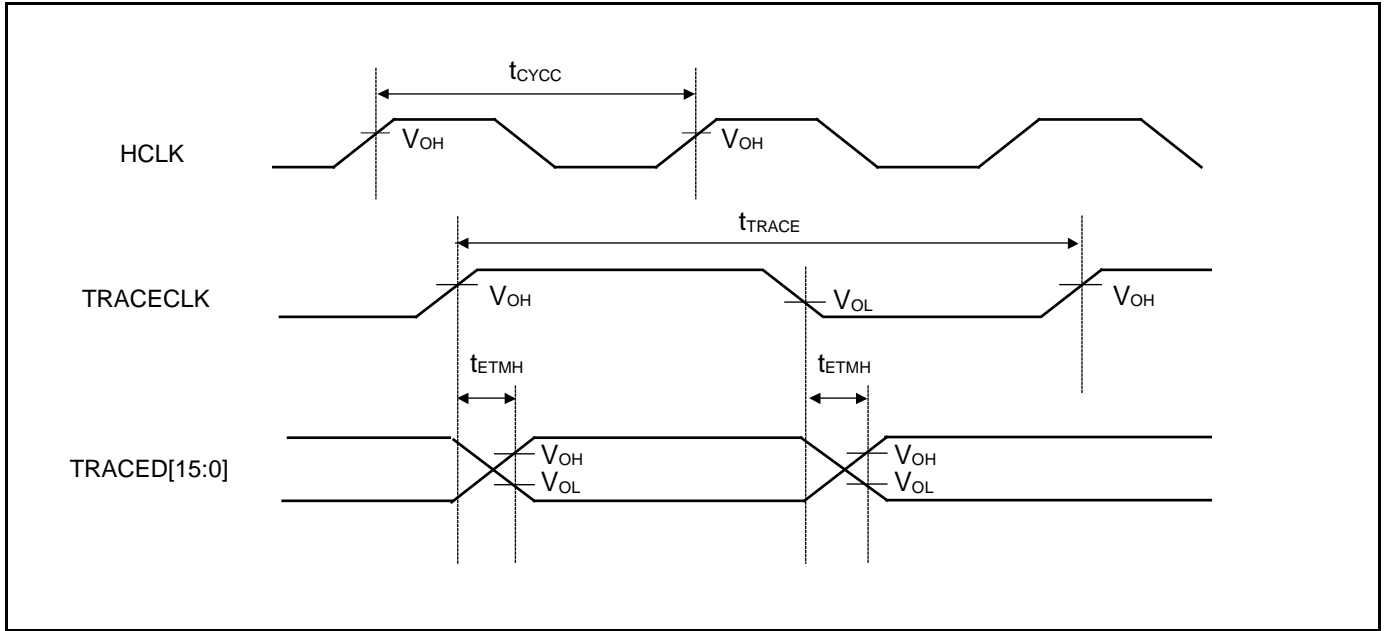 tCYCC
HCLK
VOH
VOH
tTRACE
TRACECLK
VOH
VOL
VOH
tETMH
tETMH
TRACED[15:0]
VOH
VOL
VOH
VOL